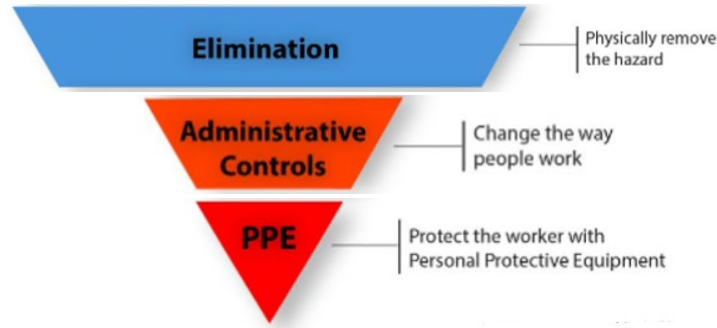 Elimination
Physically remove
the hazard
Administrative
Controls
Change the way
people work
PPE
Protect the worker with
Personal Protective Equipment